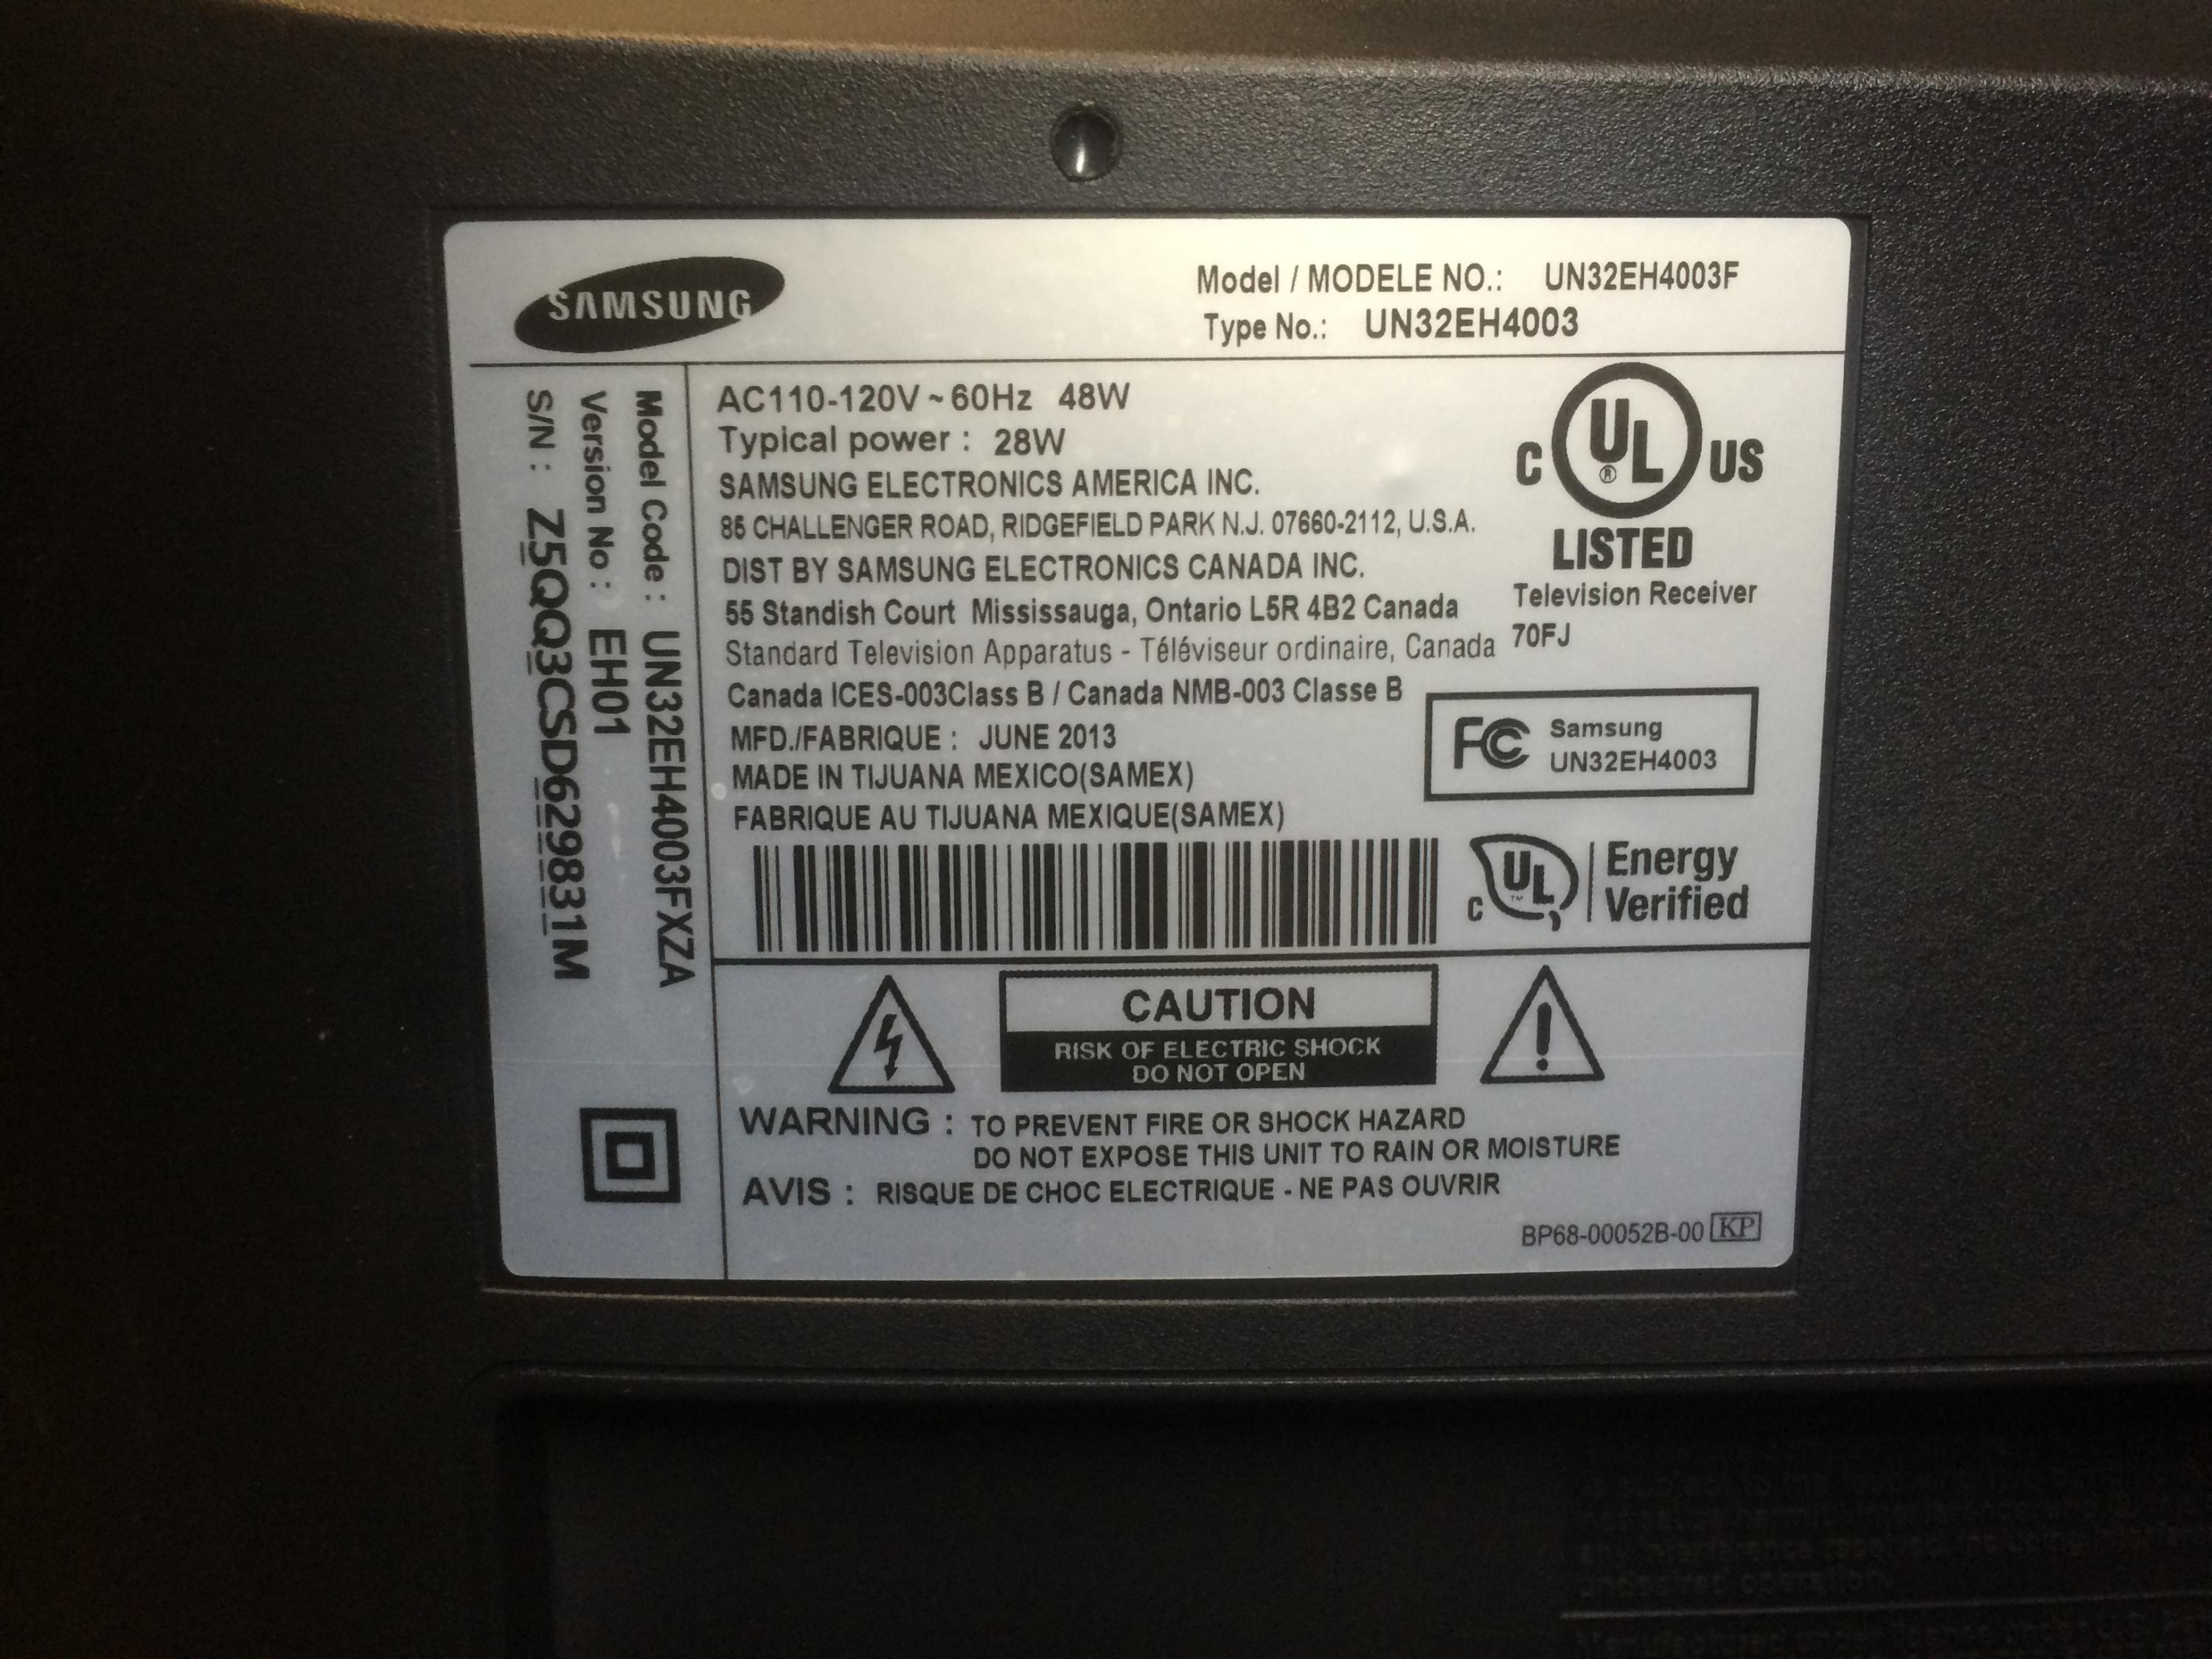 SAMSUNG
Model / MODELE NO.: UN32EH4003F
Type No.: UN32EH4003
Model Code : UN32EH4003FXZA
Version No : EH01
S/N : Z5QQ3CSD629831M
AC110-120V ~ 60Hz 48W
Typical power : 28W
SAMSUNG ELECTRONICS AMERICA INC.
85 CHALLENGER ROAD, RIDGEFIELD PARK N.J. 07660-2112, U.S.A.
DIST BY SAMSUNG ELECTRONICS CANADA INC.
55 Standish Court Mississauga, Ontario L5R 4B2 Canada
Standard Television Apparatus - Téléviseur ordinaire, Canada
Canada ICES-003Class B / Canada NMB-003 Classe B
MFD./FABRIQUE : JUNE 2013
MADE IN TIJUANA MEXICO(SAMEX)
FABRIQUE AU TIJUANA MEXIQUE(SAMEX)
C UL ® US
LISTED
Television Receiver
70FJ
FC Samsung
UN32EH4003
C UL ™ Energy
Verified
CAUTION
RISK OF ELECTRIC SHOCK
DO NOT OPEN
WARNING : TO PREVENT FIRE OR SHOCK HAZARD
DO NOT EXPOSE THIS UNIT TO RAIN OR MOISTURE
AVIS : RISQUE DE CHOC ELECTRIQUE - NE PAS OUVRIR
BP68-00052B-00 KP
operation.